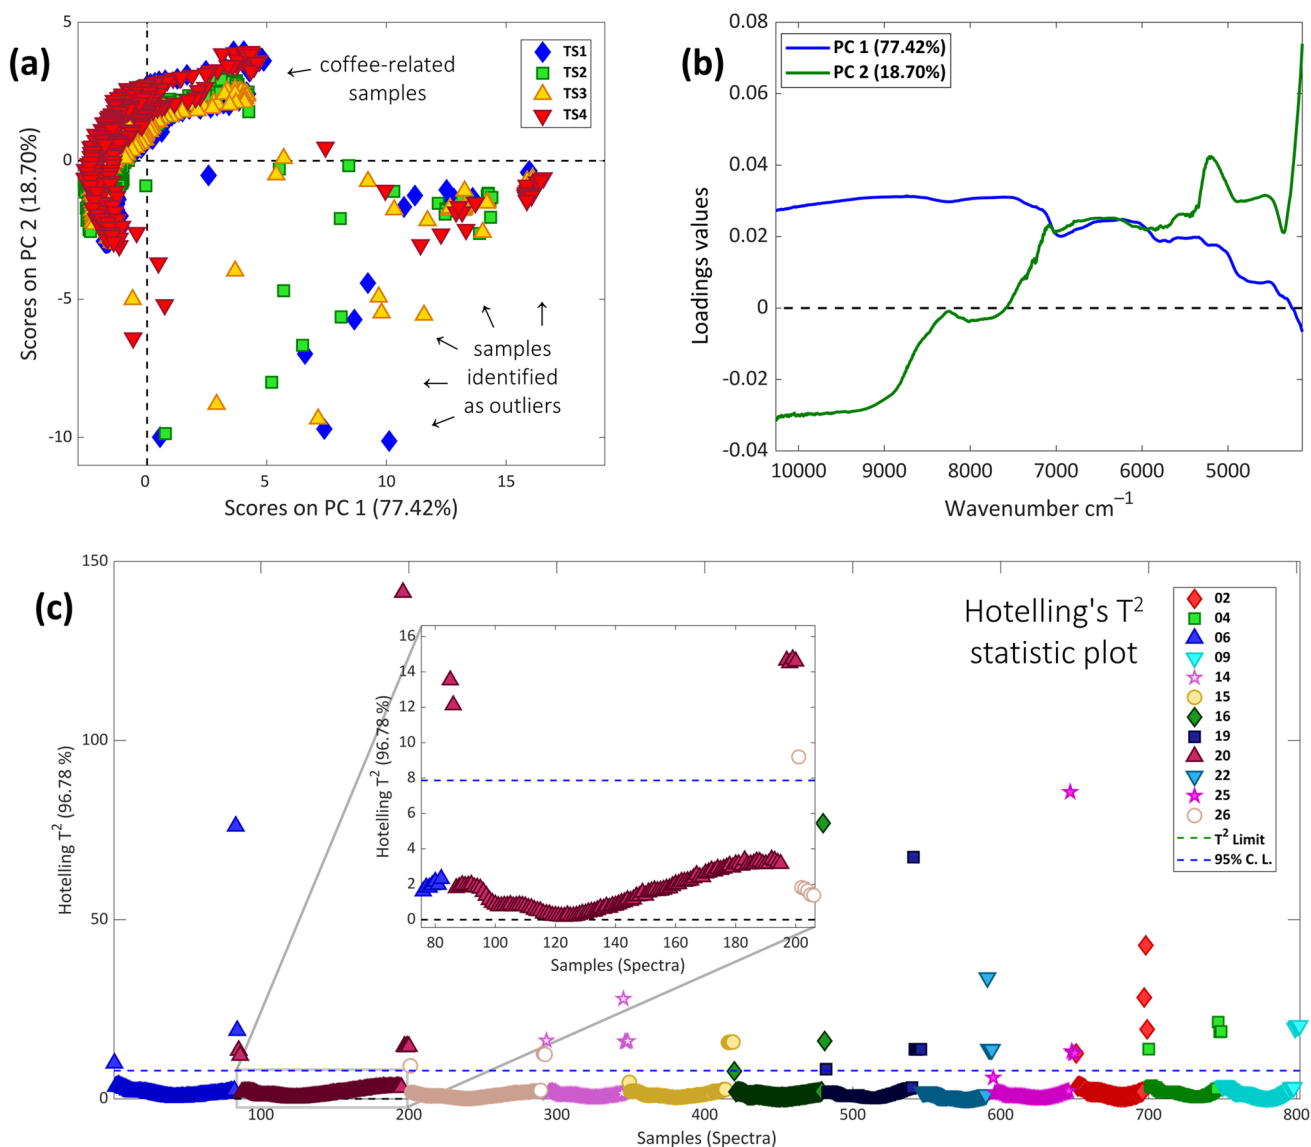 (a)
5
0
-5
-10
0
5
10
15
Scores on PC 2 (18.70%)
Scores on PC 1 (77.42%)
TS1
TS2
TS3
TS4
← coffee-related
samples
samples
identified
as outliers
(b)
0.08
0.06
0.04
0.02
0
-0.02
-0.04
10000
9000
8000
7000
6000
5000
Loadings values
Wavenumber cm⁻¹
PC 1 (77.42%)
PC 2 (18.70%)
(c)
150
100
50
0
100
200
300
400
500
600
700
800
Hotelling T² (96.78 %)
Samples (Spectra)
Hotelling's T²
statistic plot
02
04
06
09
14
15
16
19
20
22
25
26
T² Limit
95% C. L.
16
14
12
10
8
6
4
2
0
80
100
120
140
160
180
200
Hotelling T² (96.78 %)
Samples (Spectra)